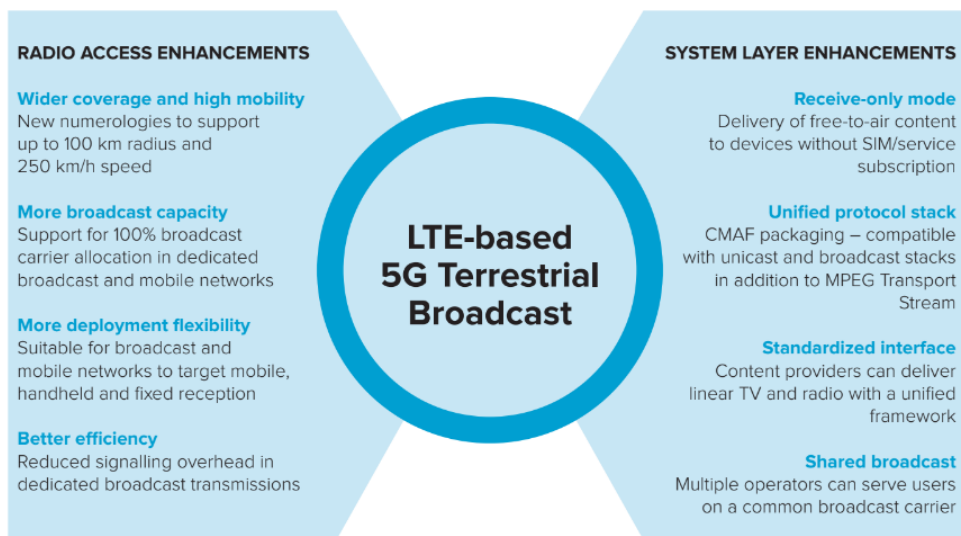 RADIO ACCESS ENHANCEMENTS
Wider coverage and high mobility
New numerologies to support
up to 100 km radius and
250 km/h speed
More broadcast capacity
Support for 100% broadcast
carrier allocation in dedicated
broadcast and mobile networks
More deployment flexibility
Suitable for broadcast and
mobile networks to target mobile,
handheld and fixed reception
Better efficiency
Reduced signalling overhead in
dedicated broadcast transmissions
LTE-based
5G Terrestrial
Broadcast
SYSTEM LAYER ENHANCEMENTS
Receive-only mode
Delivery of free-to-air content
to devices without SIM/service
subscription
Unified protocol stack
CMAF packaging – compatible
with unicast and broadcast stacks
in addition to MPEG Transport
Stream
Standardized interface
Content providers can deliver
linear TV and radio with a unified
framework
Shared broadcast
Multiple operators can serve users
on a common broadcast carrier